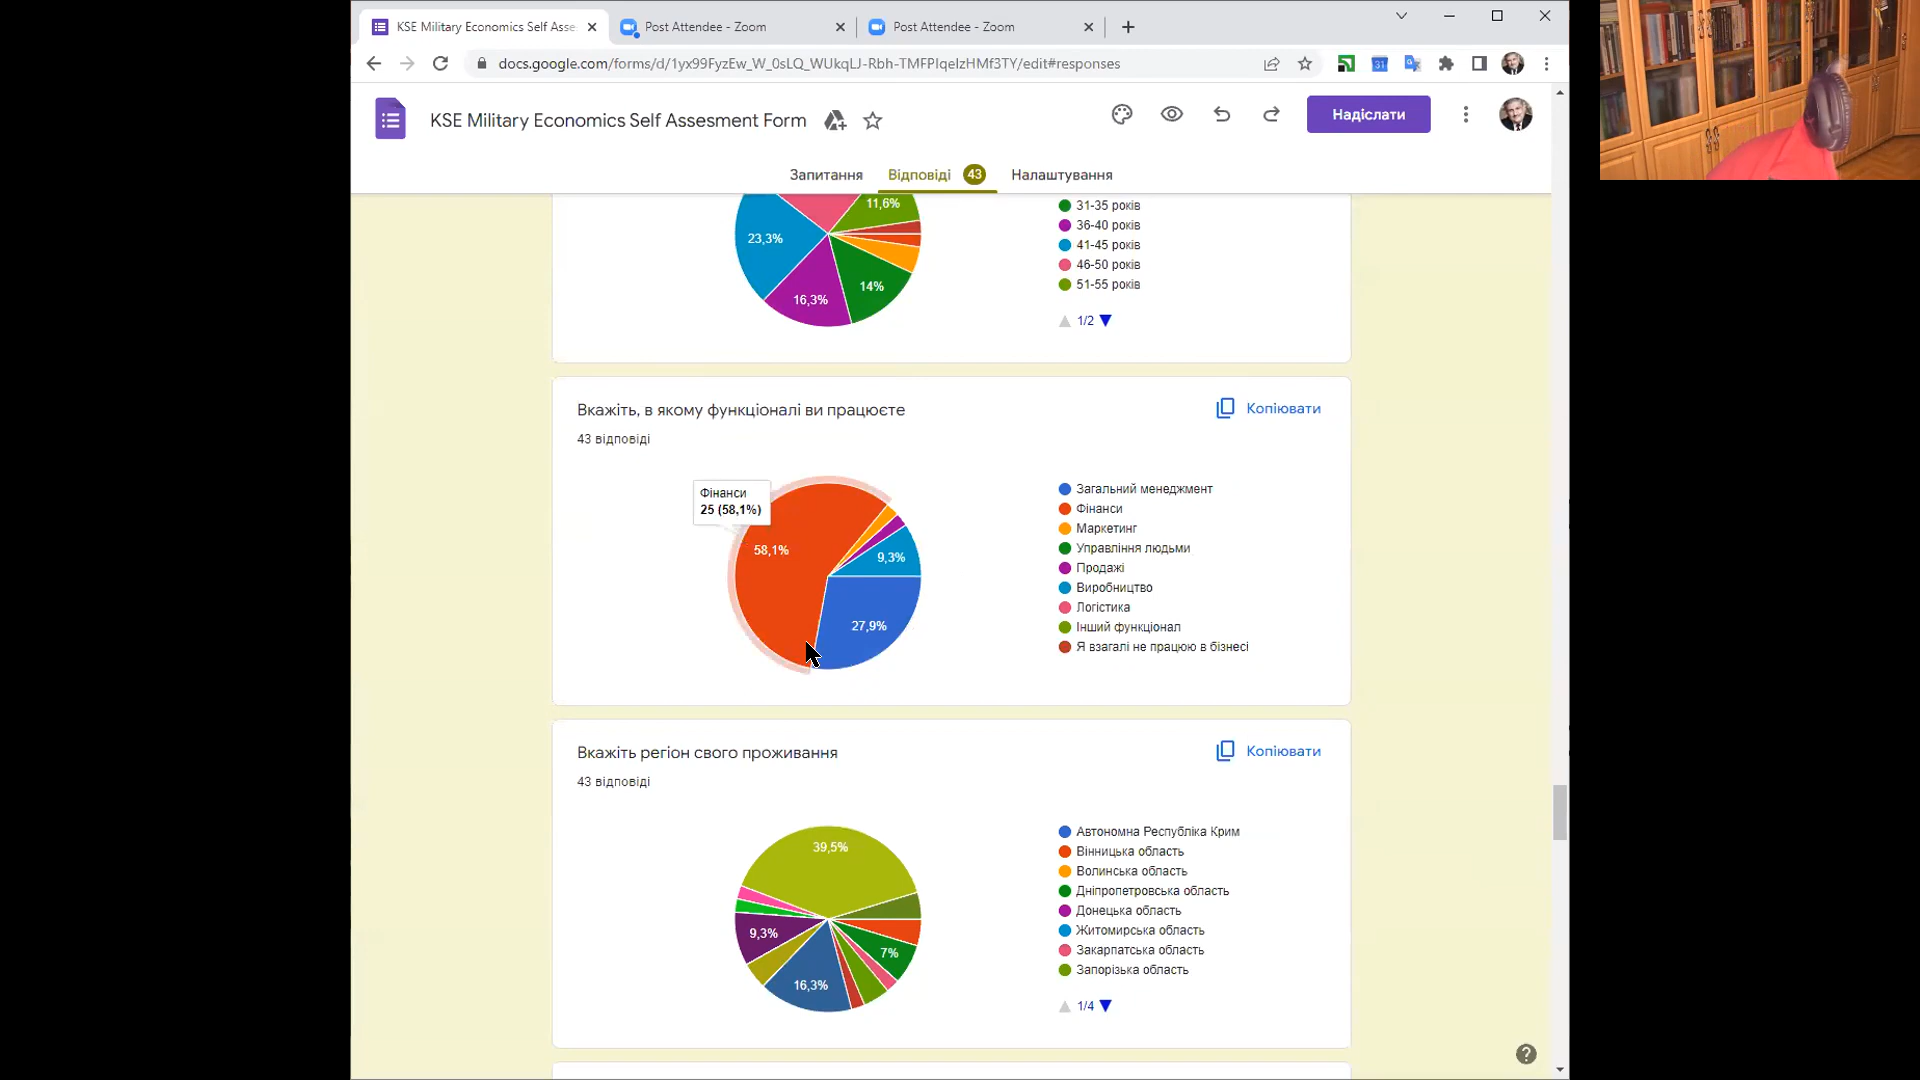 KSE Military Economics Self Asse
Post Attendee - Zoom
Post Attendee - Zoom
docs.google.com/forms/d/1yx99FyzEw_W_0sLQ_WUkqLJ-Rbh-TMFPIqelzHMf3TY/edit#responses
KSE Military Economics Self Assesment Form
Надіслати
Запитання
Відповіді 43
Налаштування
11,6%
23,3%
16,3%
14%
31-35 років
36-40 років
41-45 років
46-50 років
51-55 років
1/2
Вкажіть, в якому функціоналі ви працюєте
Копіювати
43 відповіді
Фінанси
25 (58,1%)
58,1%
9,3%
27,9%
Загальний менеджмент
Фінанси
Маркетинг
Управління людьми
Продажі
Виробництво
Логістика
Інший функціонал
Я взагалі не працюю в бізнесі
Вкажіть регіон свого проживання
Копіювати
43 відповіді
39,5%
9,3%
7%
16,3%
Автономна Республіка Крим
Вінницька область
Волинська область
Дніпропетровська область
Донецька область
Житомирська область
Закарпатська область
Запорізька область
1/4